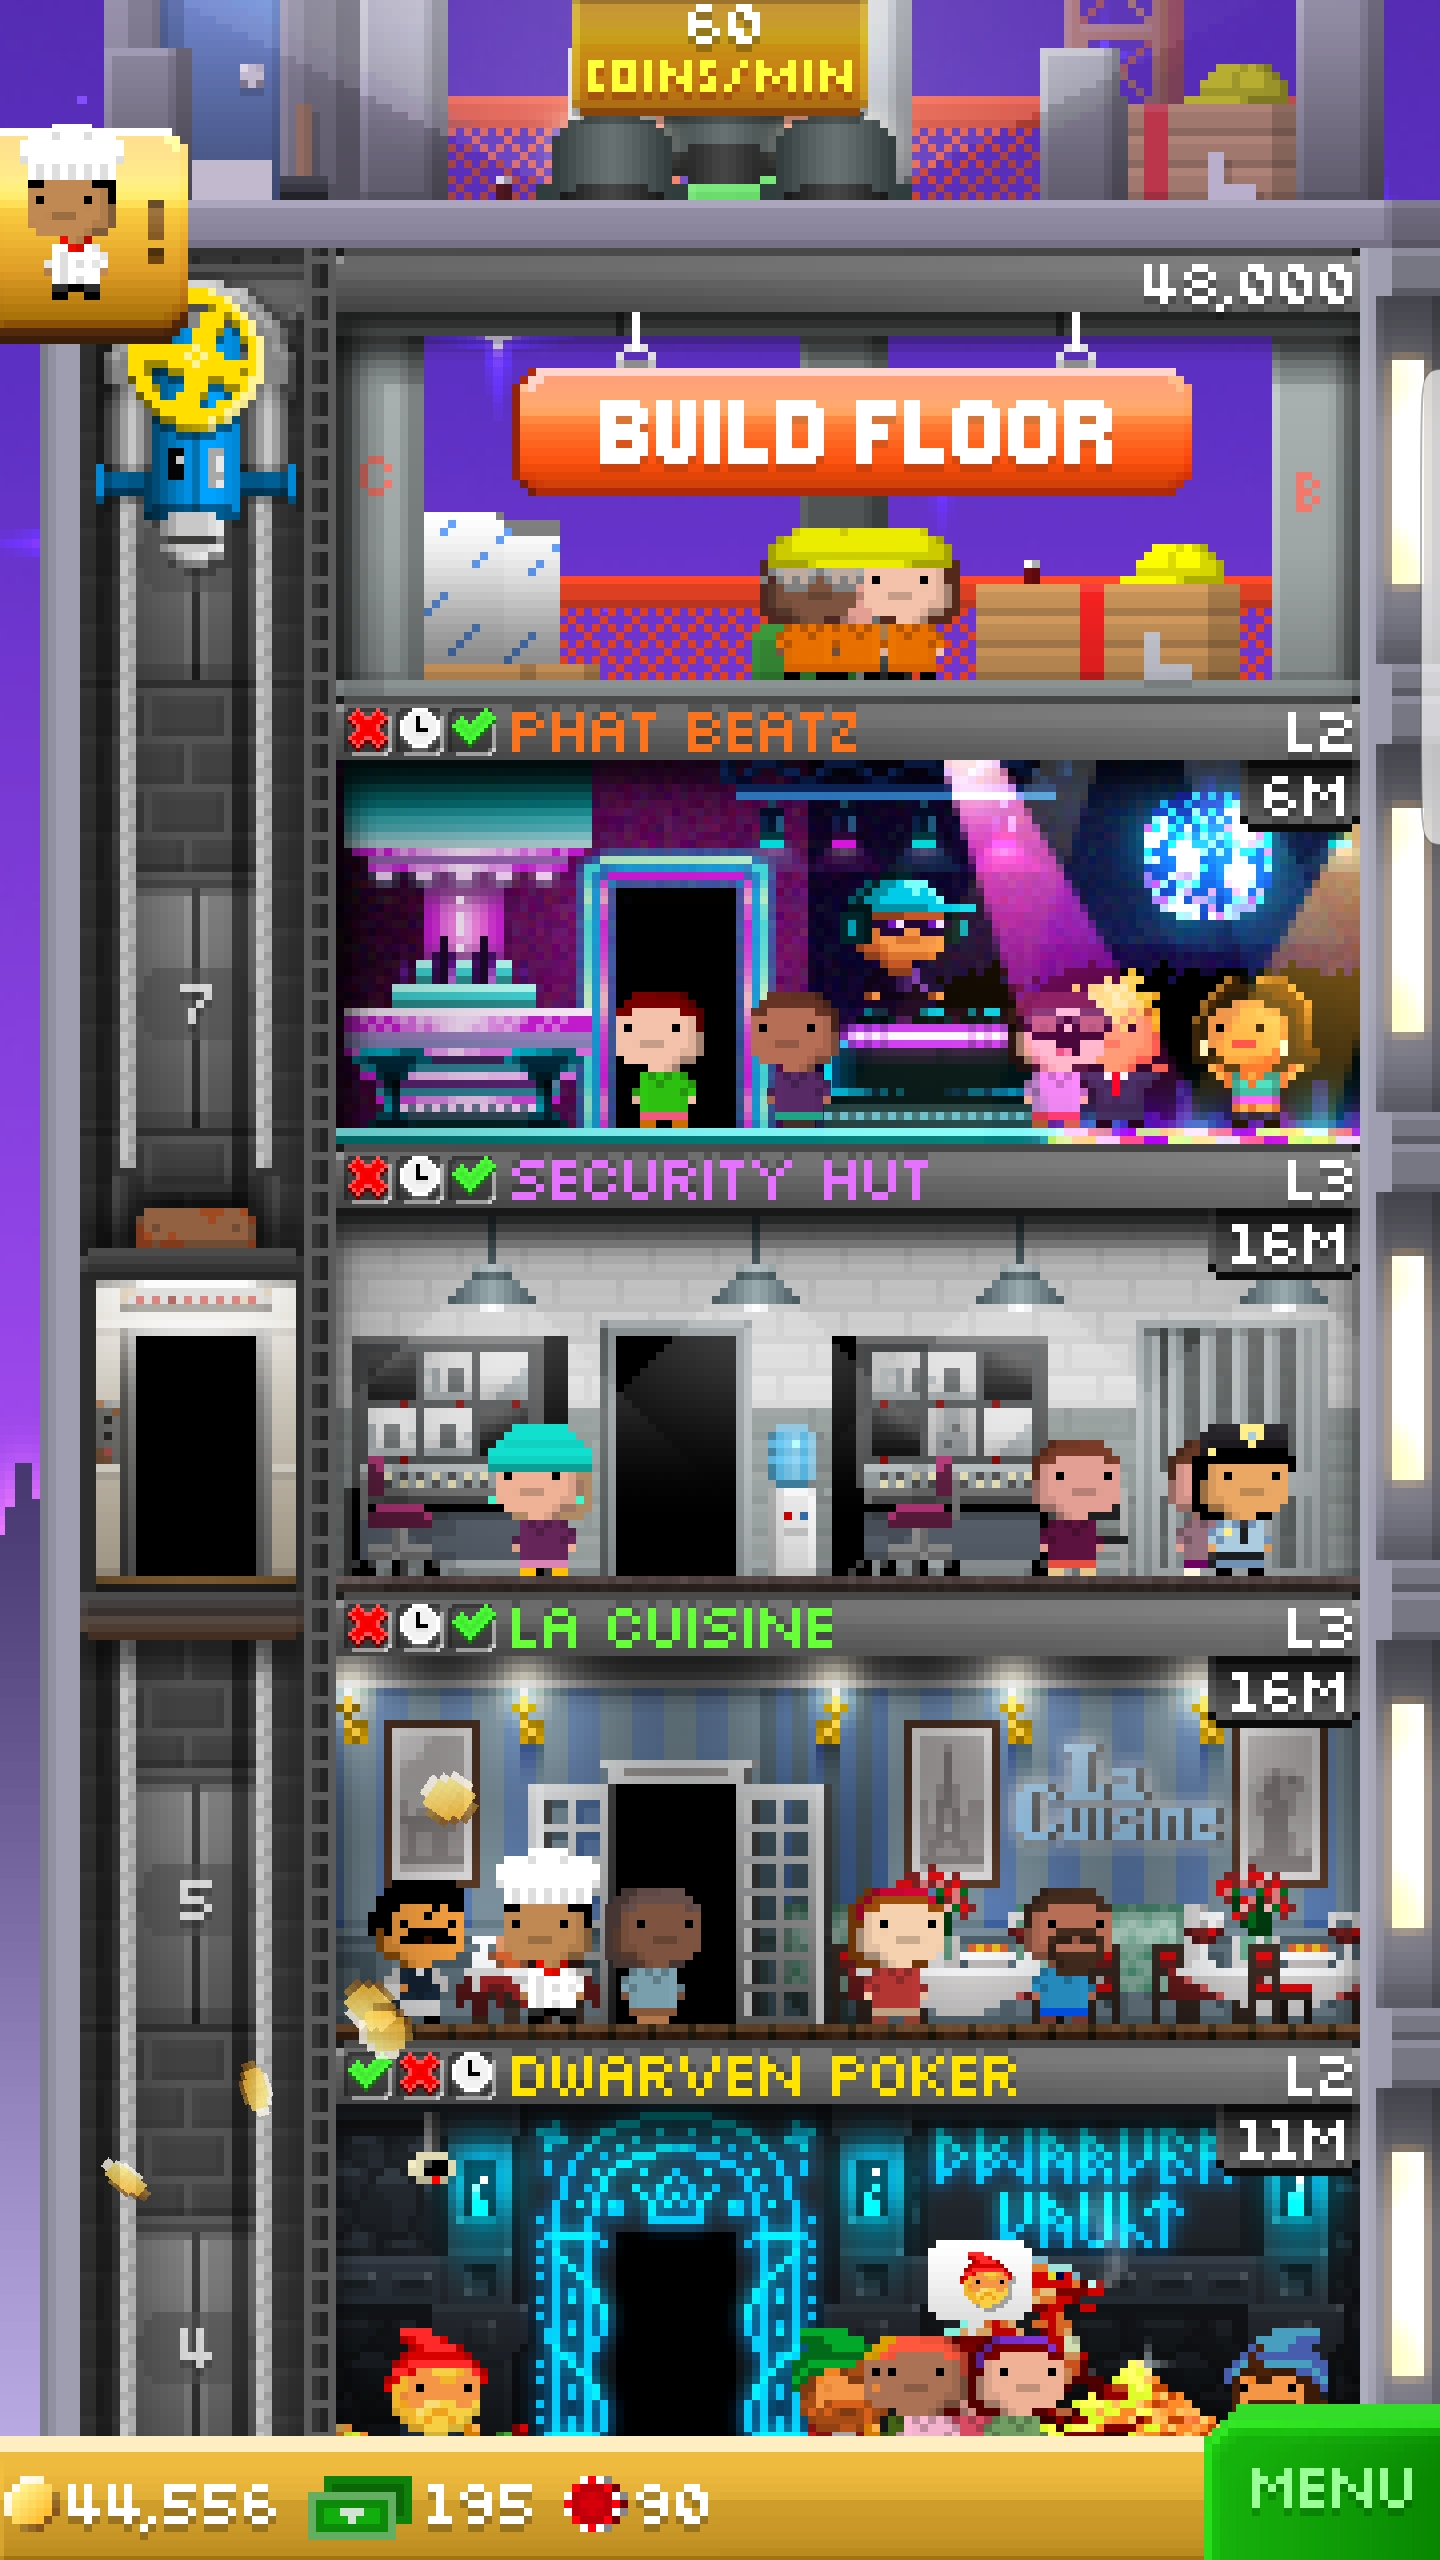 60
COINS/MIN
!
48,000
BUILD FLOOR
C
B
PHAT BEATZ
L2
6M
7
SECURITY HUT
L3
16M
LA CUISINE
L3
16M
La
Cuisine
5
DWARVEN POKER
L2
11M
DWARVEN
VAULT
4
44,556
195
90
MENU